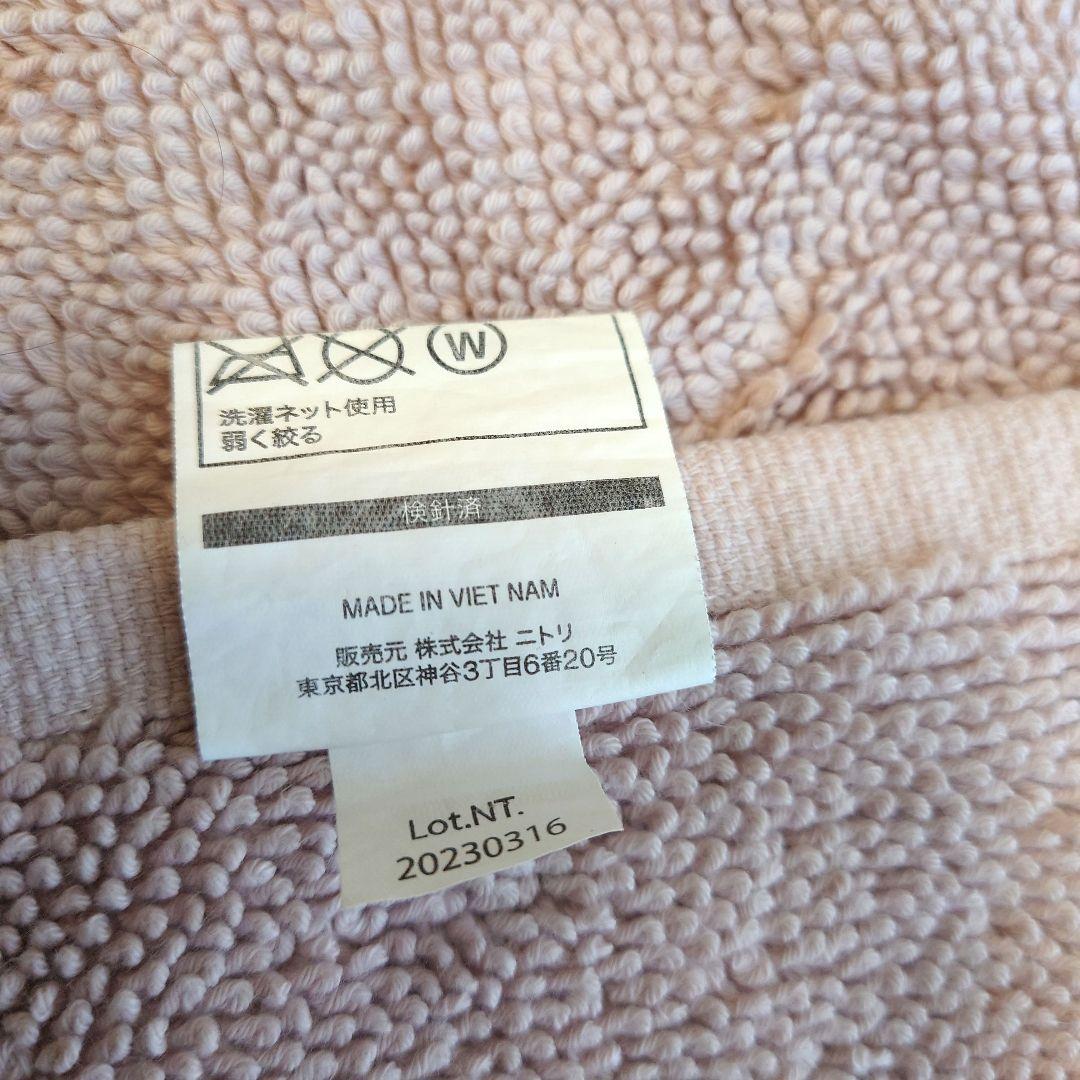 W
洗濯ネット使用
弱く絞る
検針済
MADE IN VIET NAM
販売元 株式会社 ニトリ
東京都北区神谷3丁目6番20号
Lot.NT.
20230316